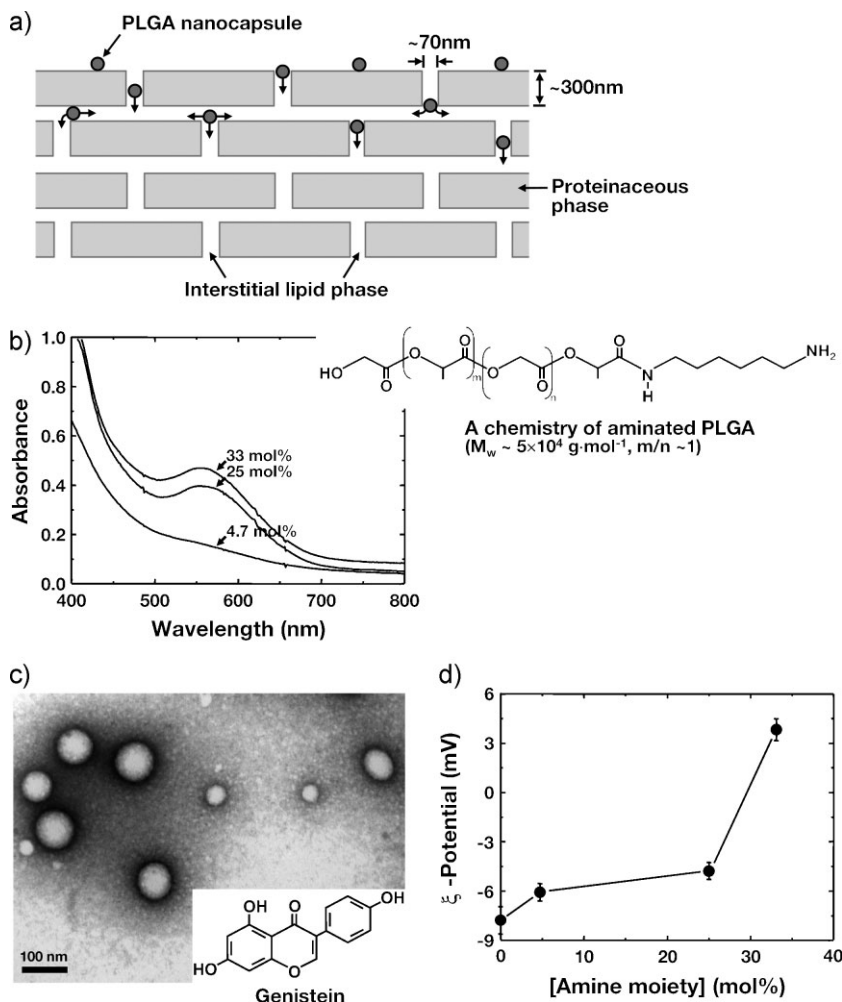 a)
PLGA nanocapsule
~70nm
~300nm
Proteinaceous
phase
Interstitial lipid phase
b)
1.0
0.8
0.6
0.4
0.2
0.0
Absorbance
33 mol%
25 mol%
4.7 mol%
400 500 600 700 800
Wavelength (nm)
HO
O
O
O
m
O
O
n
O
O
N
H
NH₂
A chemistry of aminated PLGA
(Mw ~ 5×10⁴ g·mol⁻¹, m/n ~1)
c)
100 nm
OH
O
OH
HO
O
Genistein
d)
6
3
0
-3
-6
-9
ξ -Potential (mV)
0 10 20 30 40
[Amine moiety] (mol%)